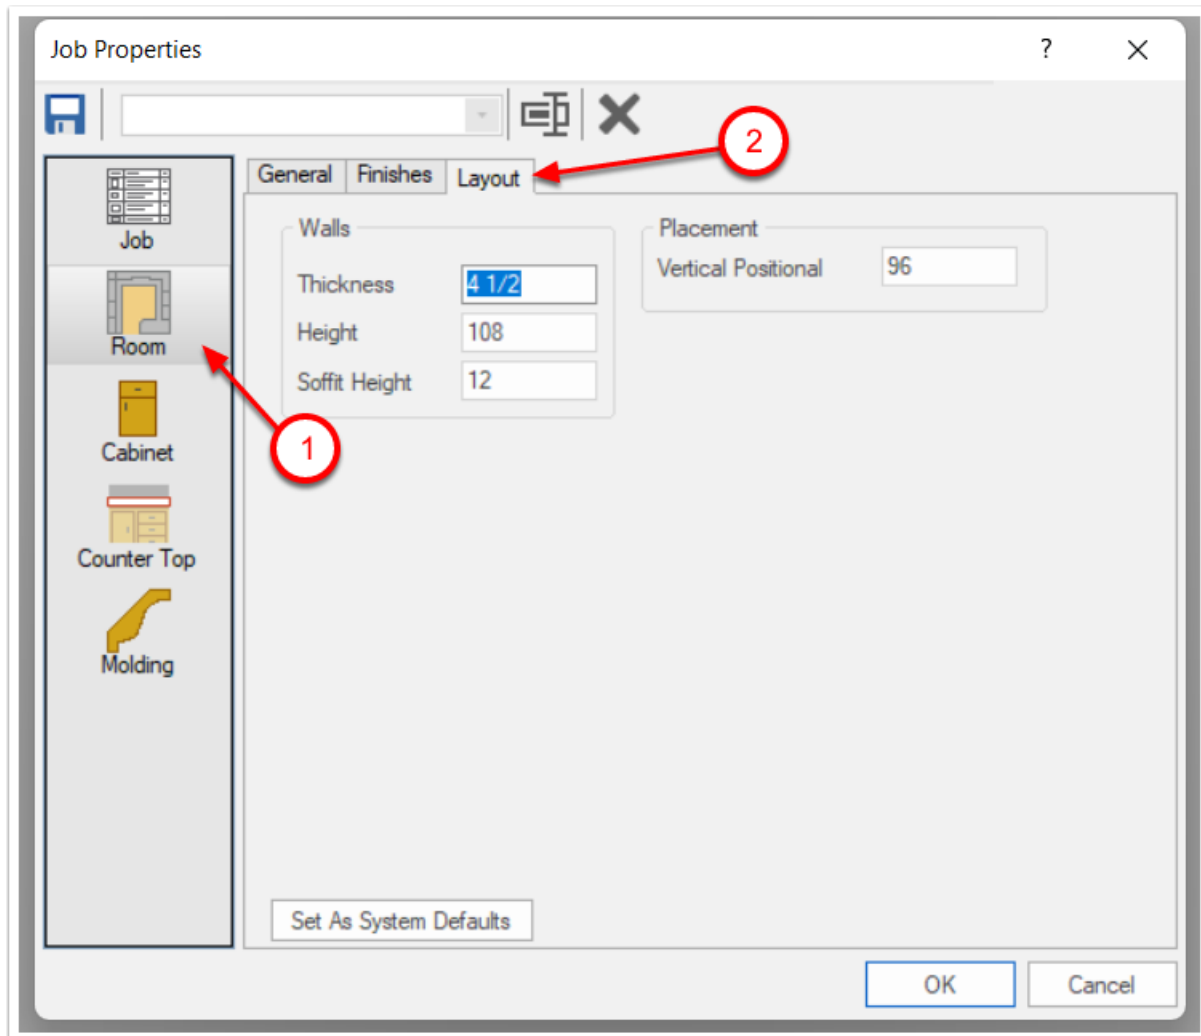 Job Properties
?
2
General Finishes Layout
Job
Room
Cabinet
Counter Top
Molding
1
Walls
Thickness 4 1/2
Height 108
Soffit Height 12
Placement
Vertical Positional 96
Set As System Defaults
OK Cancel